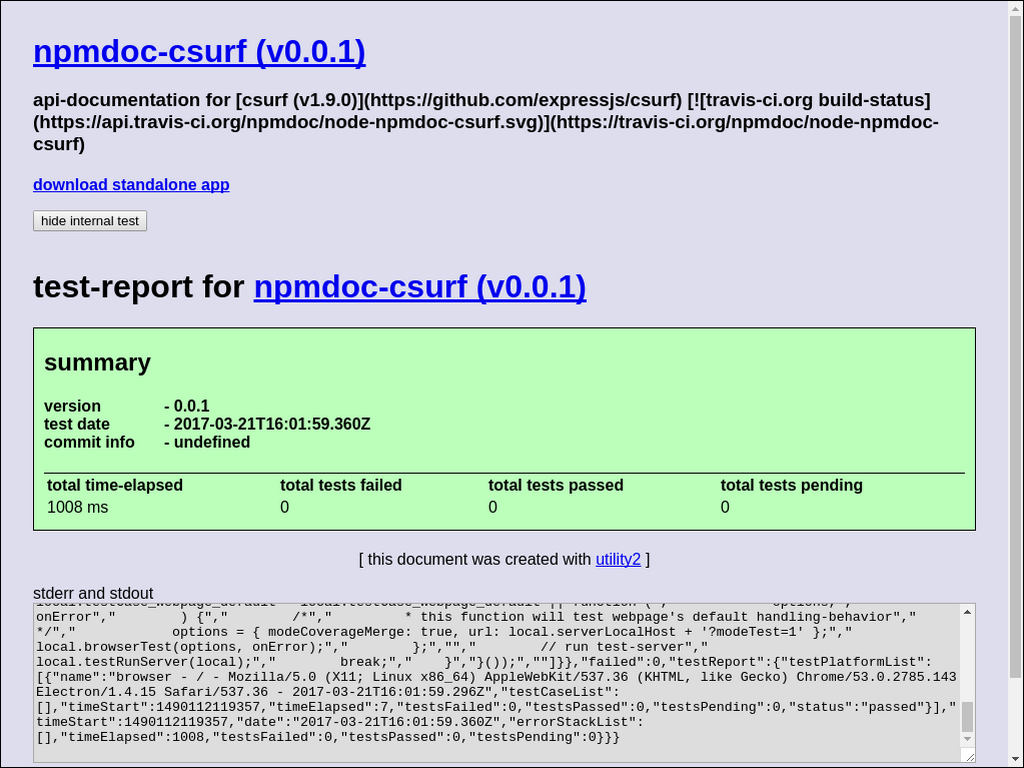 npmdoc-csurf (v0.0.1)
api-documentation for [csurf (v1.9.0)](https://github.com/expressjs/csurf) [![travis-ci.org build-status]
(https://api.travis-ci.org/npmdoc/node-npmdoc-csurf.svg)](https://travis-ci.org/npmdoc/node-npmdoc-
csurf)
download standalone app
hide internal test
test-report for npmdoc-csurf (v0.0.1)
summary
version - 0.0.1
test date - 2017-03-21T16:01:59.360Z
commit info - undefined
total time-elapsed total tests failed total tests passed total tests pending
1008 ms 0 0 0
[ this document was created with utility2 ]
stderr and stdout
local.testCase_webpage_default = local.testCase_webpage_default || function ("," options,","
onError"," ) {"," /*"," * this function will test webpage's default handling-behavior","
*/"," options = { modeCoverageMerge: true, url: local.serverLocalHost + '?modeTest=1' };","
local.browserTest(options, onError);"," };",""," // run test-server","
local.testRunServer(local);"," break;"," }","}());",""]}},"failed":0,"testReport":{"testPlatformList":
[{"name":"browser - / - Mozilla/5.0 (X11; Linux x86_64) AppleWebKit/537.36 (KHTML, like Gecko) Chrome/53.0.2785.143
Electron/1.4.15 Safari/537.36 - 2017-03-21T16:01:59.296Z","testCaseList":
[],"timeStart":1490112119357,"timeElapsed":7,"testsFailed":0,"testsPassed":0,"testsPending":0,"status":"passed"}],"
timeStart":1490112119357,"date":"2017-03-21T16:01:59.360Z","errorStackList":
[],"timeElapsed":1008,"testsFailed":0,"testsPassed":0,"testsPending":0}}}